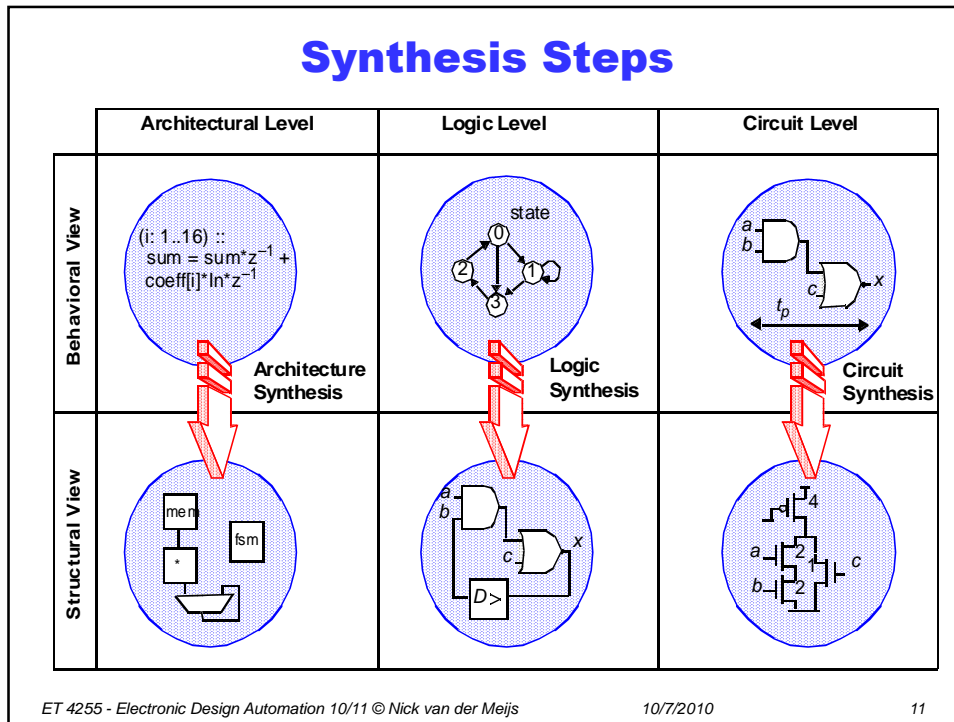 Synthesis Steps
Architectural Level
Logic Level
Circuit Level
Behavioral View
(i: 1..16) ::
sum = sum*z⁻¹ +
coeff[i]*In*z⁻¹
state
0
2
1
3
a
b
c
x
tₚ
Architecture
Synthesis
Logic
Synthesis
Circuit
Synthesis
Structural View
mem
fsm
*
a
b
c
x
D>
4
a
2
1
c
b
2
ET 4255 - Electronic Design Automation 10/11 © Nick van der Meijs 10/7/2010 11